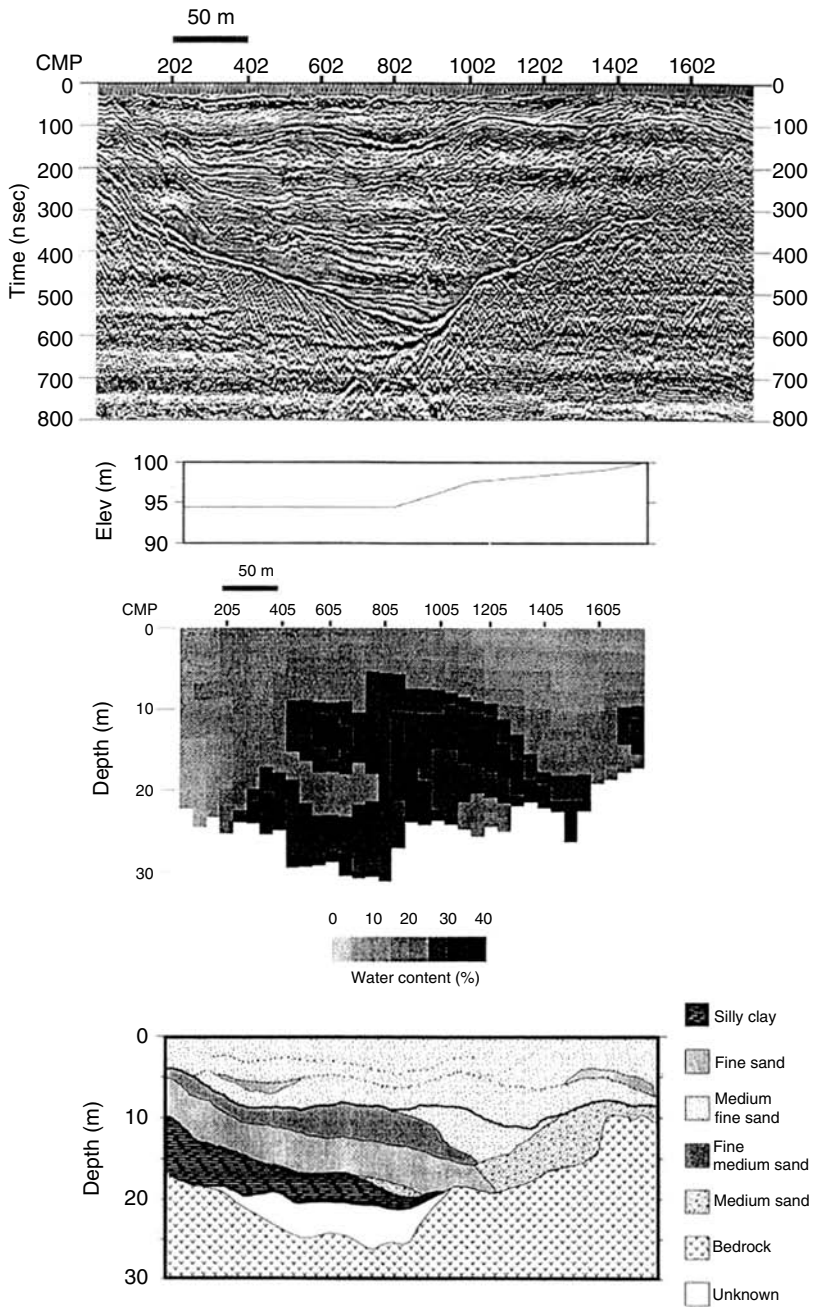 50 m
CMP 202 402 602 802 1002 1202 1402 1602
0 0
100 100
200 200
300 300
400 400
500 500
600 600
700 700
800 800
Time (n sec)
100
95
90
Elev (m)
50 m
CMP 205 405 605 805 1005 1205 1405 1605
0
10
20
30
Depth (m)
0 10 20 30 40
Water content (%)
0
10
20
30
Depth (m)
Silly clay
Fine sand
Medium
fine sand
Fine
medium sand
Medium sand
Bedrock
Unknown